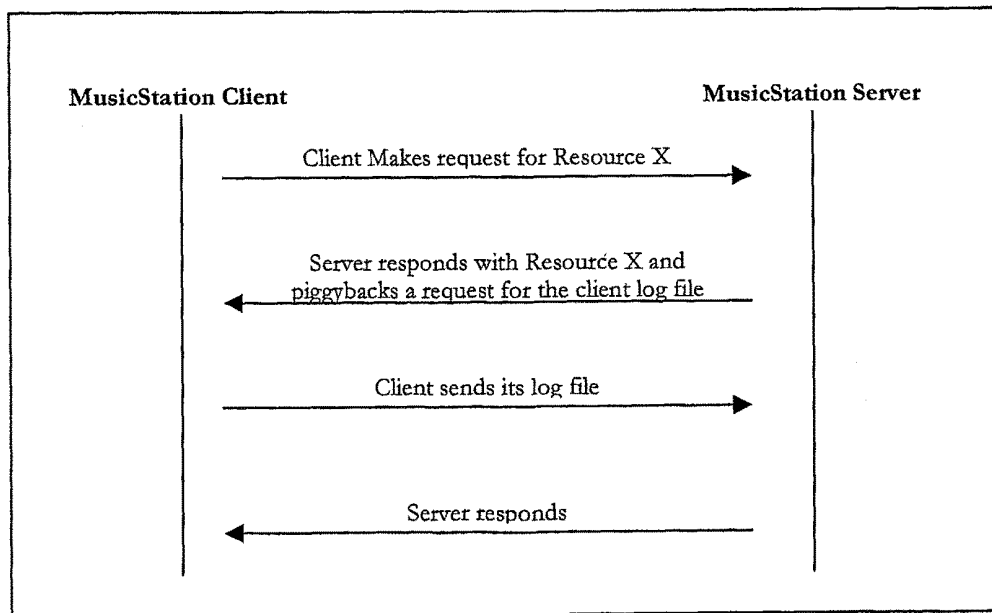 MusicStation Client
MusicStation Server
Client Makes request for Resource X
Server responds with Resource X and
piggybacks a request for the client log file
Client sends its log file
Server responds